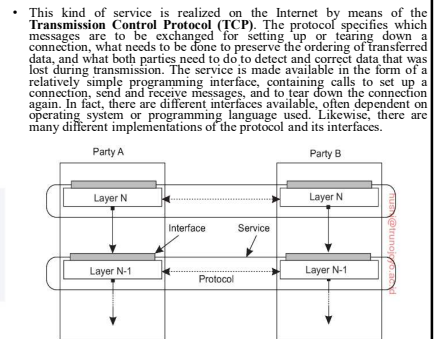 • This kind of service is realized on the Internet by means of the
Transmission Control Protocol (TCP). The protocol specifies which
messages are to be exchanged for setting up or tearing down a
connection, what needs to be done to preserve the ordering of transferred
data, and what both parties need to do to detect and correct data that was
lost during transmission. The service is made available in the form of a
relatively simple programming interface, containing calls to set up a
connection, send and receive messages, and to tear down the connection
again. In fact, there are different interfaces available, often dependent on
operating system or programming language used. Likewise, there are
many different implementations of the protocol and its interfaces.
Party A
Party B
Layer N
Layer N
Interface
Service
Layer N-1
Layer N-1
Protocol